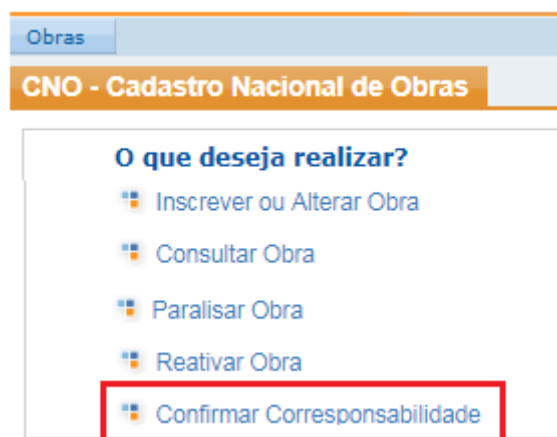 Obras
CNO - Cadastro Nacional de Obras
O que deseja realizar?
Inscrever ou Alterar Obra
Consultar Obra
Paralisar Obra
Reativar Obra
Confirmar Corresponsabilidade